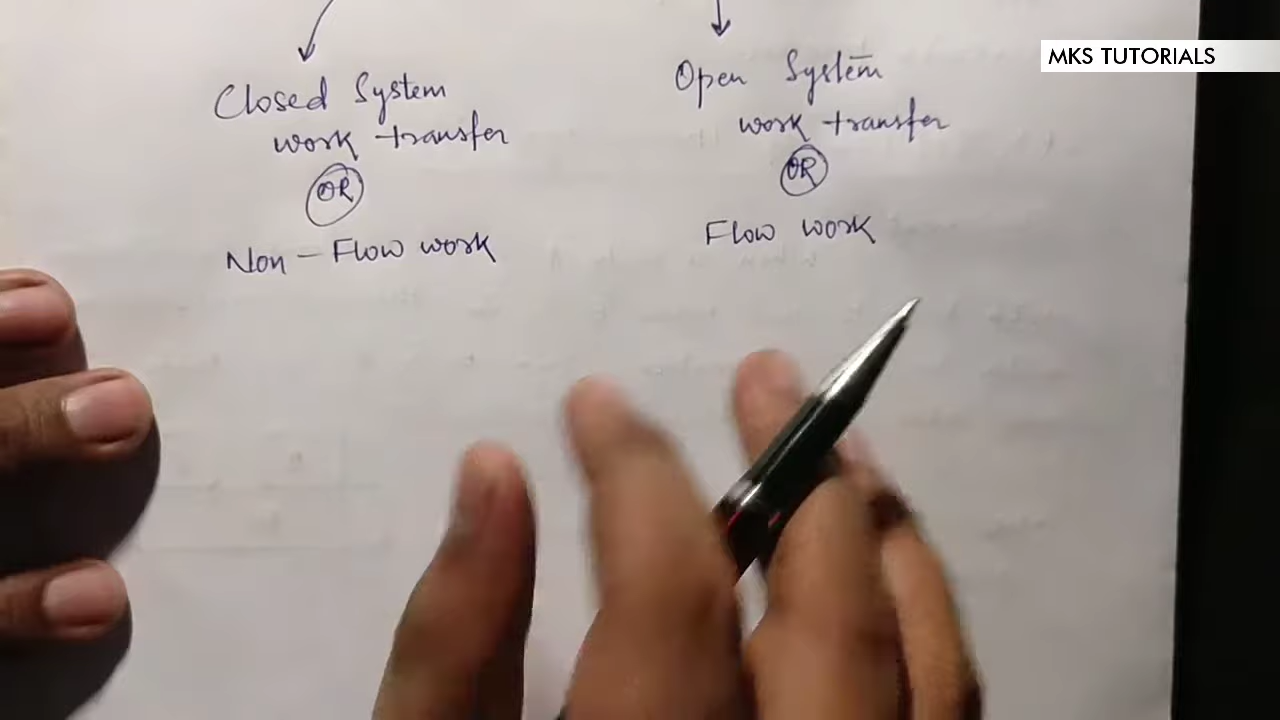 MKS TUTORIALS
Closed System
work transfer
OR
Non-Flow work
Open System
work transfer
OR
Flow work